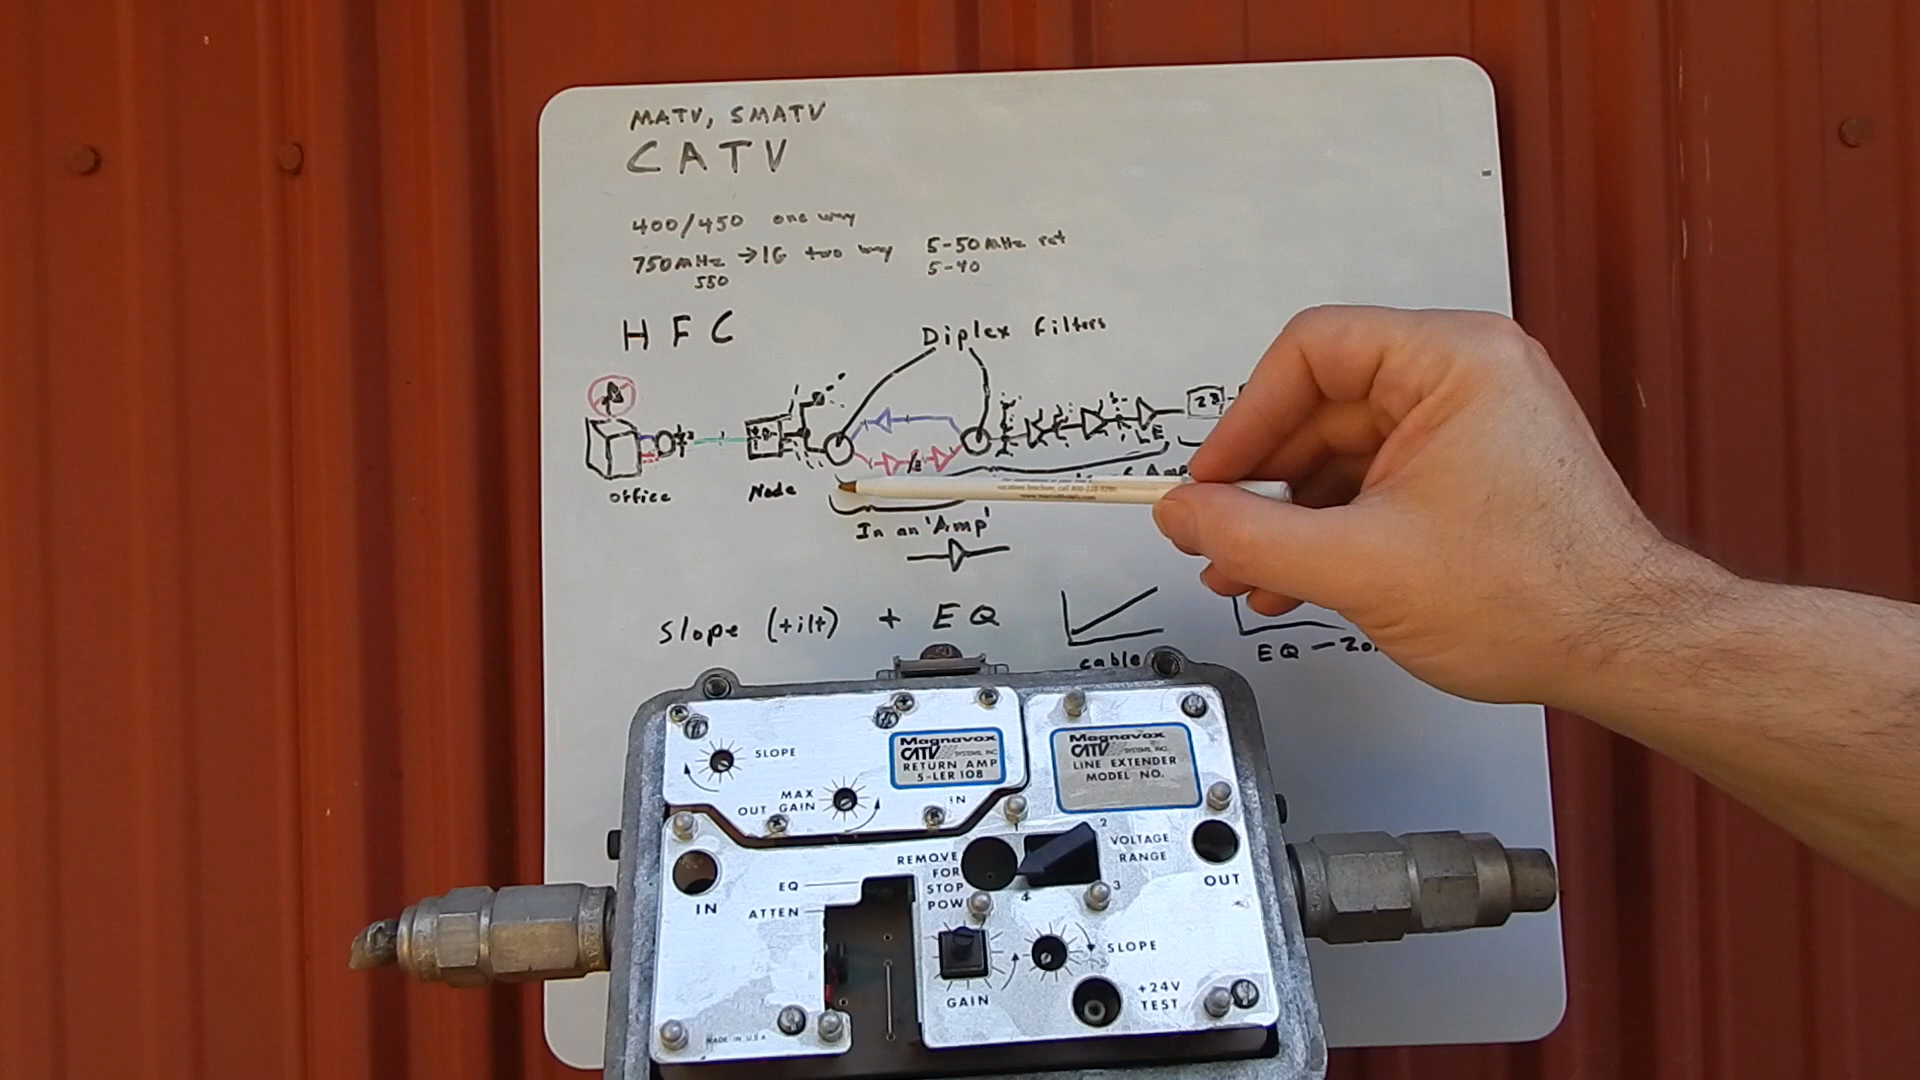 MATV, SMATV
CATV
400/450 one way
750MHz → 1G two way 5-50MHz ret
550 5-40
HFC
Diplex Filters
Office
Node
LE
In an 'Amp'
Slope (tilt) + EQ
cable
EQ
SLOPE
MAX
OUT GAIN
IN
Magnavox
CATV SYSTEMS, INC
RETURN AMP
5-LER 108
Magnavox
CATV SYSTEMS, INC
LINE EXTENDER
MODEL NO.
2
VOLTAGE
RANGE
3
4
REMOVE
FOR
STOP
POW
IN
EQ
ATTEN
OUT
GAIN
SLOPE
+24V
TEST
MADE IN U.S.A